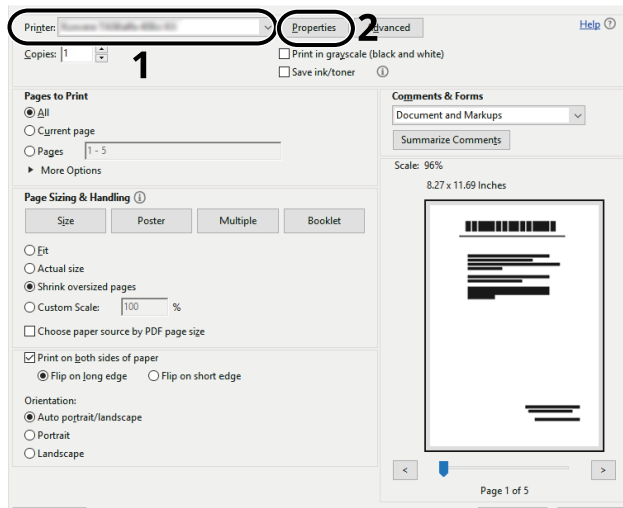 Printer:
Properties
2
Advanced
Help
Copies: 1
1
Print in grayscale (black and white)
Save ink/toner
Pages to Print
All
Current page
Pages 1 - 5
More Options
Page Sizing & Handling
Size Poster Multiple Booklet
Fit
Actual size
Shrink oversized pages
Custom Scale: 100 %
Choose paper source by PDF page size
Print on both sides of paper
Flip on long edge Flip on short edge
Orientation:
Auto portrait/landscape
Portrait
Landscape
Comments & Forms
Document and Markups
Summarize Comments
Scale: 96%
8.27 x 11.69 Inches
< >
Page 1 of 5